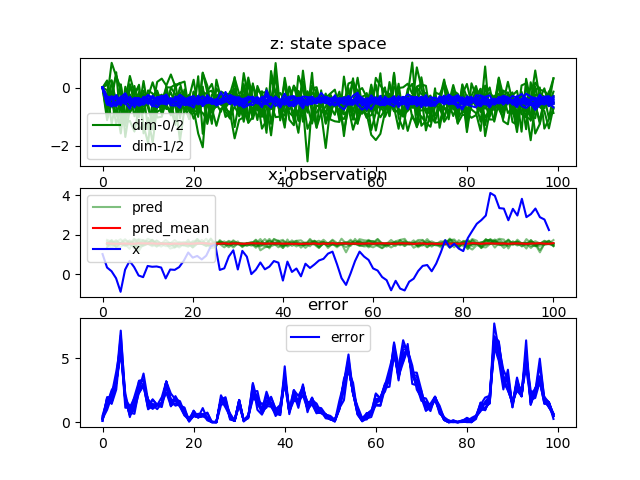 z: state space
0
−2
dim-0/2
dim-1/2
0 20 40 60 80 100
x: observation
4
2
0
pred
pred_mean
x
0 20 40 60 80 100
error
5
0
error
0 20 40 60 80 100